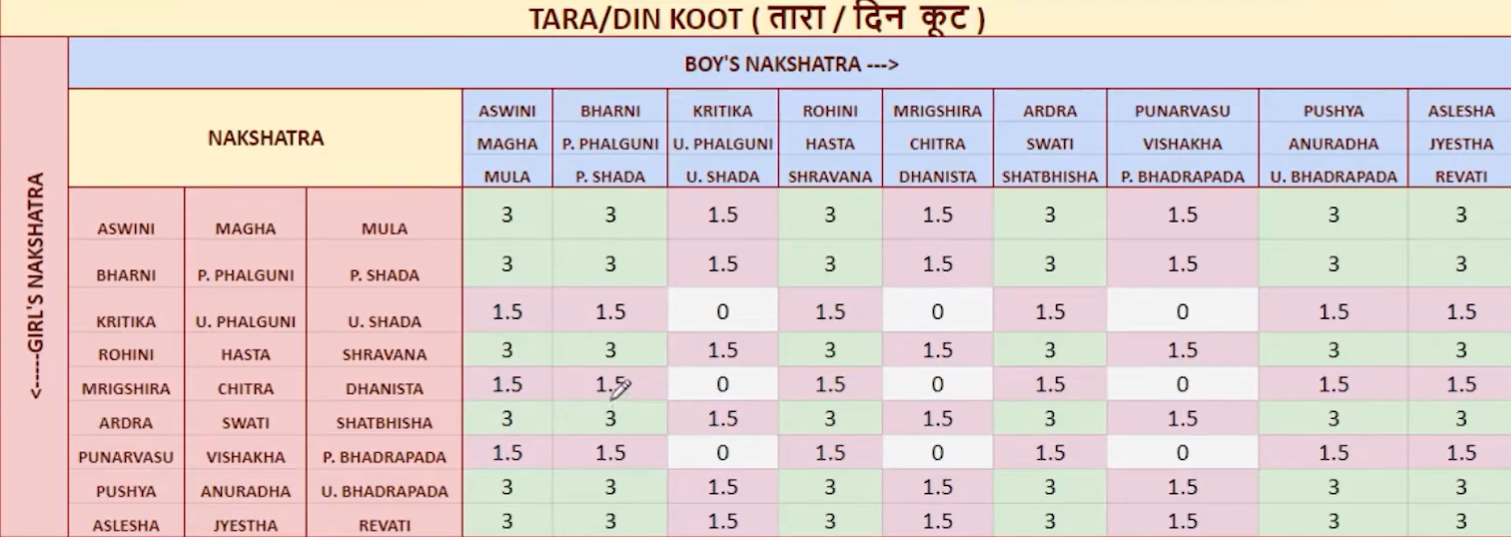 TARA/DIN KOOT ( तारा / दिन कूट )
BOY'S NAKSHATRA --->
<-----GIRL'S NAKSHATRA
NAKSHATRA
ASWINI BHARNI KRITIKA ROHINI MRIGSHIRA ARDRA PUNARVASU PUSHYA ASLESHA
MAGHA P. PHALGUNI U. PHALGUNI HASTA CHITRA SWATI VISHAKHA ANURADHA JYESTHA
MULA P. SHADA U. SHADA SHRAVANA DHANISTA SHATBHISHA P. BHADRAPADA U. BHADRAPADA REVATI
ASWINI MAGHA MULA 3 3 1.5 3 1.5 3 1.5 3 3
BHARNI P. PHALGUNI P. SHADA 3 3 1.5 3 1.5 3 1.5 3 3
KRITIKA U. PHALGUNI U. SHADA 1.5 1.5 0 1.5 0 1.5 0 1.5 1.5
ROHINI HASTA SHRAVANA 3 3 1.5 3 1.5 3 1.5 3 3
MRIGSHIRA CHITRA DHANISTA 1.5 1.5 0 1.5 0 1.5 0 1.5 1.5
ARDRA SWATI SHATBHISHA 3 3 1.5 3 1.5 3 1.5 3 3
PUNARVASU VISHAKHA P. BHADRAPADA 1.5 1.5 0 1.5 0 1.5 0 1.5 1.5
PUSHYA ANURADHA U. BHADRAPADA 3 3 1.5 3 1.5 3 1.5 3 3
ASLESHA JYESTHA REVATI 3 3 1.5 3 1.5 3 1.5 3 3